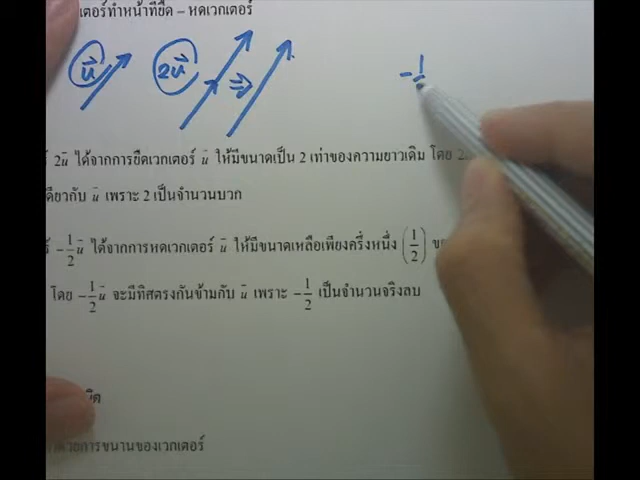 เตอร์ทำหน้าที่ยืด – หดเวกเตอร์
u⃗ 2u⃗ ⇒ -1
2ū ได้จากการยืดเวกเตอร์ ū ให้มีขนาดเป็น 2 เท่าของความยาวเดิม โดย 2
ดียวกับ ū เพราะ 2 เป็นจำนวนบวก
-1/2 ū ได้จากการหดเวกเตอร์ ū ให้มีขนาดเหลือเพียงครึ่งหนึ่ง (1/2)
โดย -1/2 ū จะมีทิศตรงกันข้ามกับ ū เพราะ -1/2 เป็นจำนวนจริงลบ
ด้วยการขนานของเวกเตอร์